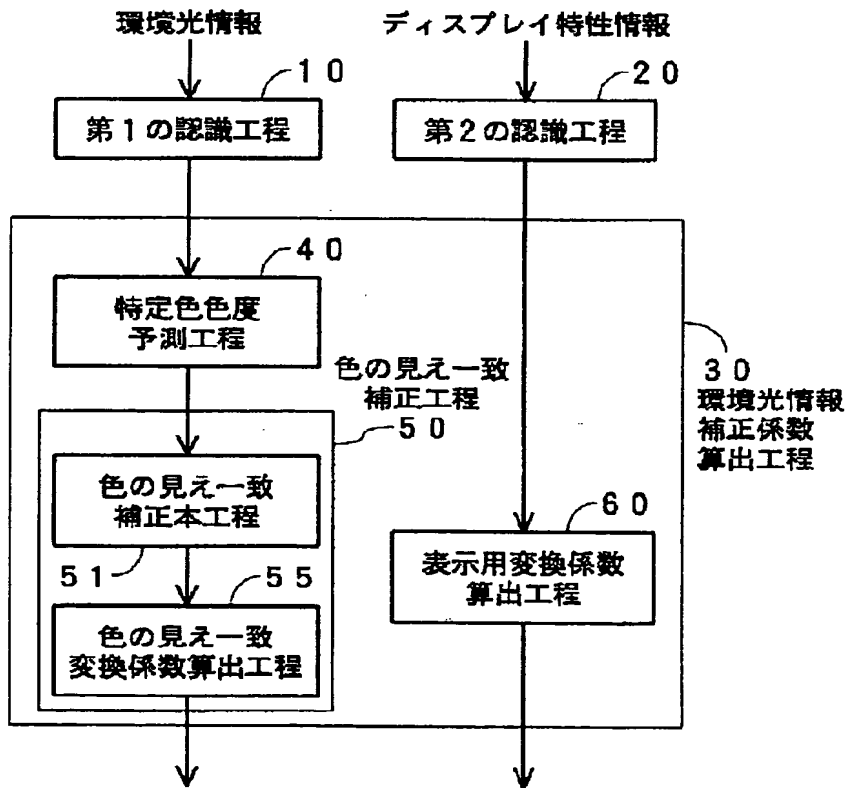 環境光情報
ディスプレイ特性情報
10
20
第1の認識工程
第2の認識工程
40
特定色色度
予測工程
色の見え一致
補正工程
50
30
環境光情報
補正係数
算出工程
色の見え一致
補正本工程
51
55
60
表示用変換係数
算出工程
色の見え一致
変換係数算出工程